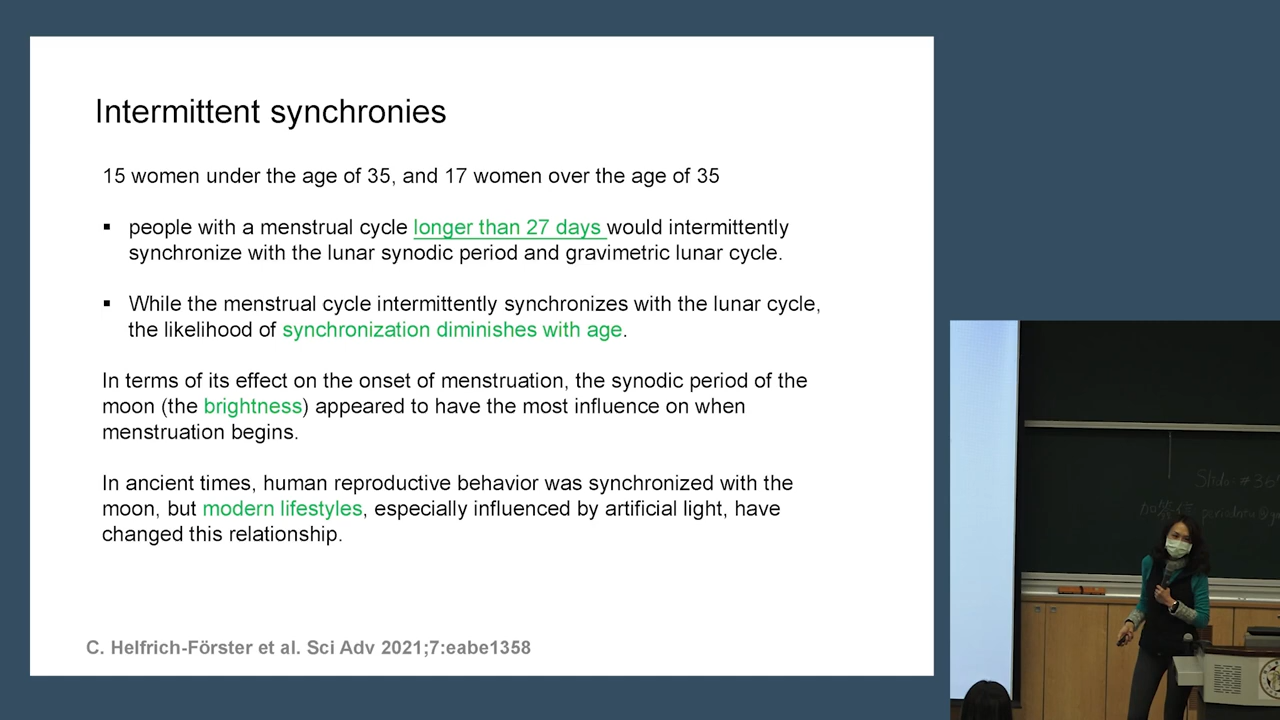 Intermittent synchronies
15 women under the age of 35, and 17 women over the age of 35
▪ people with a menstrual cycle longer than 27 days would intermittently
synchronize with the lunar synodic period and gravimetric lunar cycle.
▪ While the menstrual cycle intermittently synchronizes with the lunar cycle,
the likelihood of synchronization diminishes with age.
In terms of its effect on the onset of menstruation, the synodic period of the
moon (the brightness) appeared to have the most influence on when
menstruation begins.
In ancient times, human reproductive behavior was synchronized with the
moon, but modern lifestyles, especially influenced by artificial light, have
changed this relationship.
C. Helfrich-Förster et al. Sci Adv 2021;7:eabe1358
Slido #